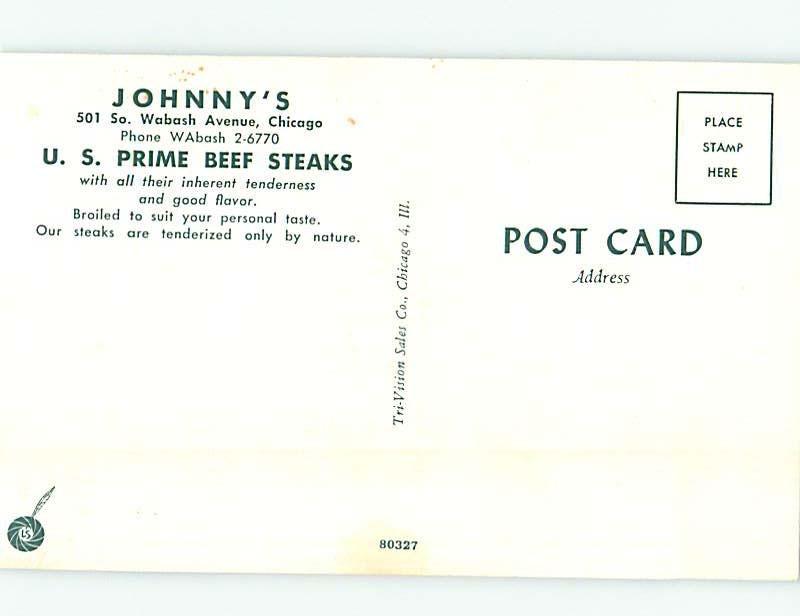 JOHNNY'S
501 So. Wabash Avenue, Chicago
Phone WAbash 2-6770
U. S. PRIME BEEF STEAKS
with all their inherent tenderness
and good flavor.
Broiled to suit your personal taste.
Our steaks are tenderized only by nature.
Tri-Vision Sales Co., Chicago 4, Ill.
PLACE
STAMP
HERE
POST CARD
Address
80327